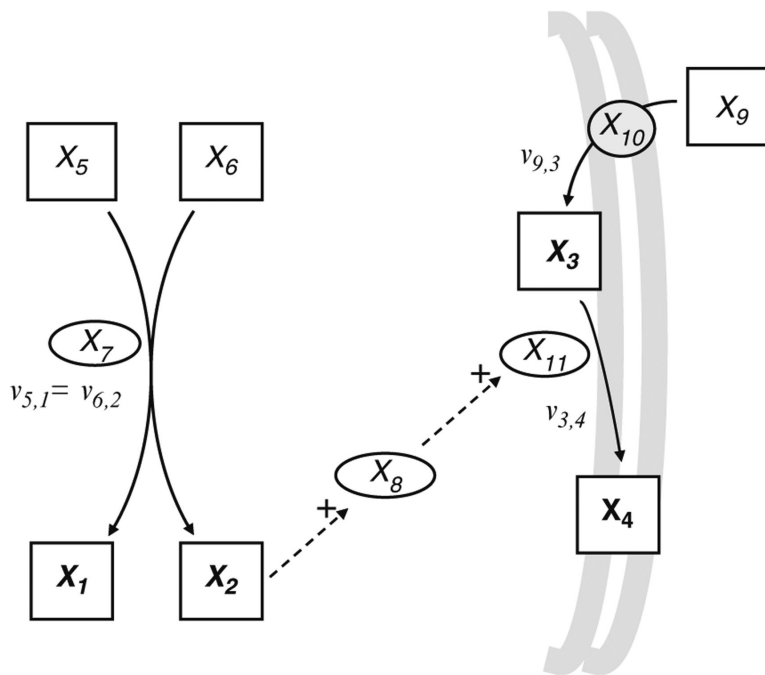 X9
X10
X5
X6
v9,3
X3
X7
X11
+
v5,1= v6,2
v3,4
X8
+
X4
X1
X2